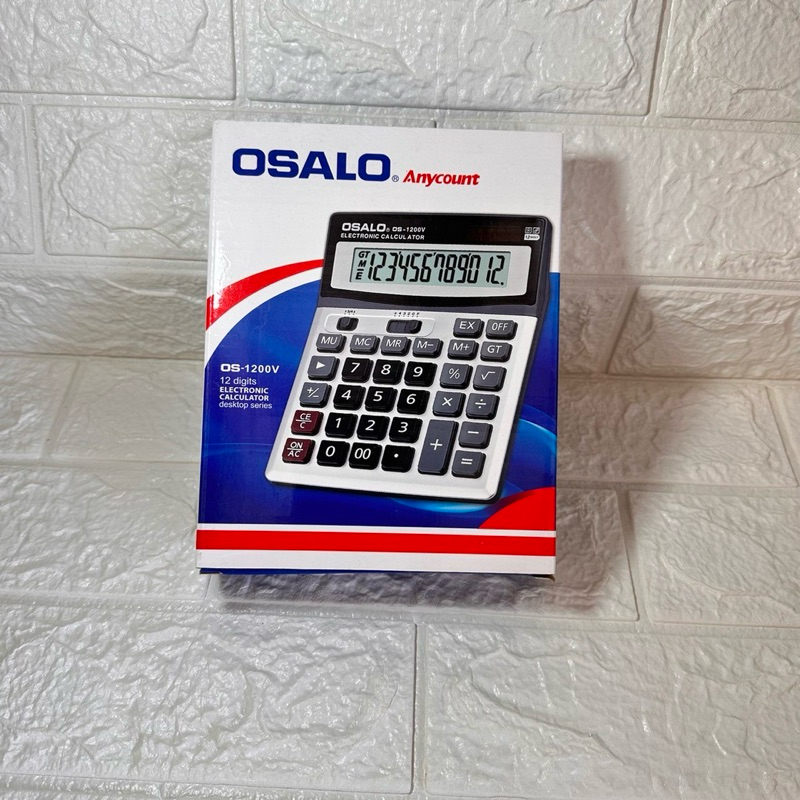 OSALO® Anycount
OSALO® OS-1200V
ELECTRONIC CALCULATOR
GT
M
E
123456789012.
EX OFF
MU MC MR M− M+ GT
▶ 7 8 9 % √
+/− 4 5 6 × ÷
CE/C 1 2 3 + −
ON/AC 0 00 • =
OS-1200V
12 digits
ELECTRONIC
CALCULATOR
desktop series